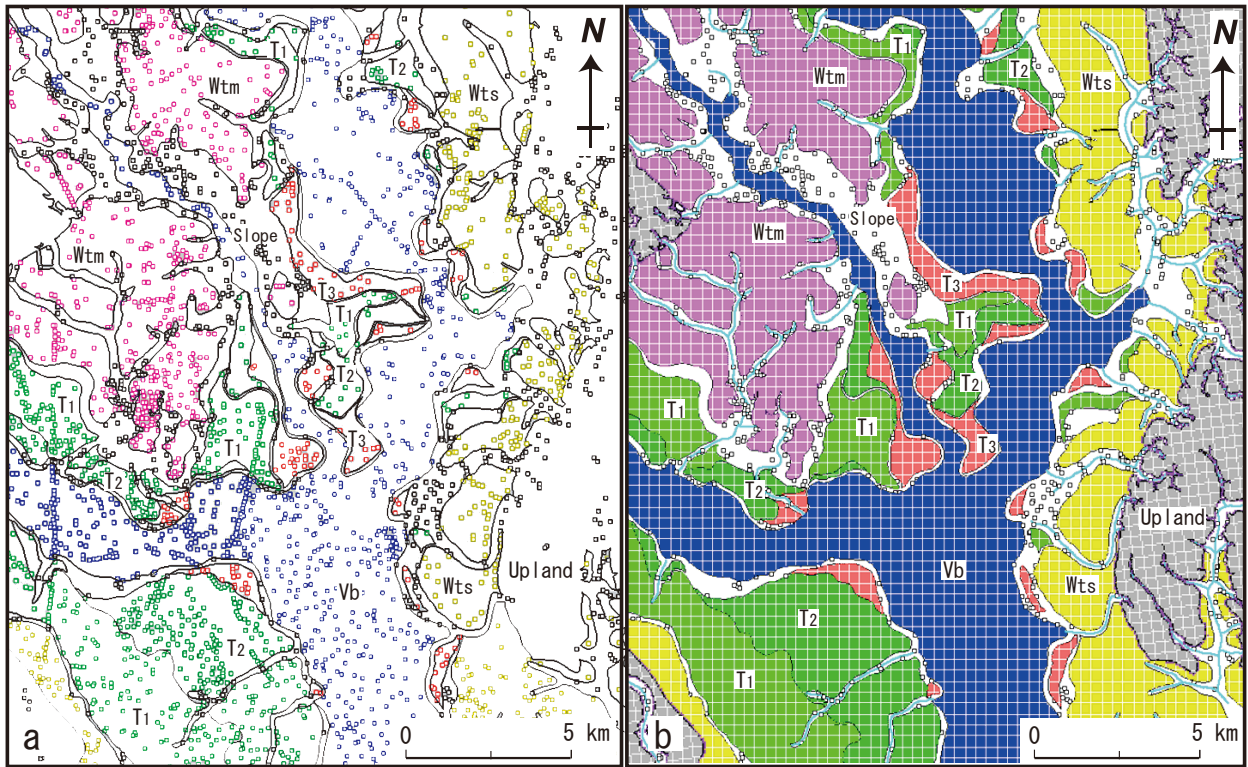 N
T1
T2
Wtm
Wts
Slope
Wtm
T3
T1
T2
T1
T1
T3
T2
Upland
Vb
Wts
T2
T1
a
0 5 km
N
T1
T2
Wts
Wtm
Slope
Wtm
T3
T1
T2
T1
T1
T3
T2
Upland
Vb
Wts
T2
T1
b
0 5 km